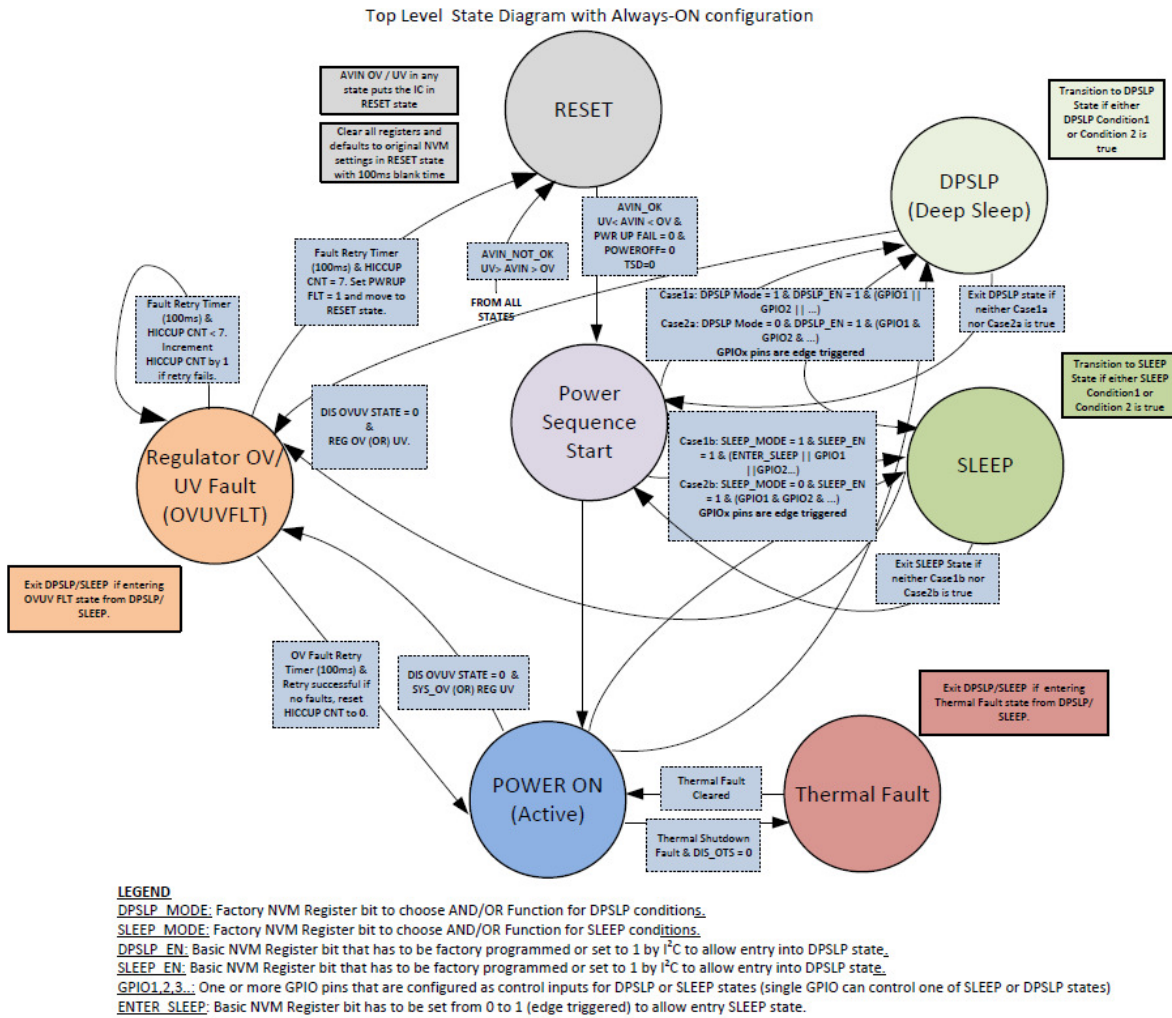 Top Level State Diagram with Always-ON configuration
AVIN OV / UV in any
state puts the IC in
RESET state
Clear all registers and
defaults to original NVM
settings in RESET state
with 100ms blank time
RESET
Transition to DPSLP
State if either
DPSLP Condition1
or Condition 2 is
true
DPSLP
(Deep Sleep)
AVIN_OK
UV< AVIN < OV &
PWR UP FAIL = 0 &
POWEROFF= 0
TSD=0
AVIN_NOT_OK
UV> AVIN > OV
FROM ALL
STATES
Fault Retry Timer
(100ms) & HICCUP
CNT = 7. Set PWRUP
FLT = 1 and move to
RESET state.
Fault Retry Timer
(100ms) &
HICCUP CNT < 7.
Increment
HICCUP CNT by 1
if retry fails.
Case1a: DPSLP Mode = 1 & DPSLP_EN = 1 & (GPIO1 ||
GPIO2 || ...)
Case2a: DPSLP Mode = 0 & DPSLP_EN = 1 & (GPIO1 &
GPIO2 & ...)
GPIOx pins are edge triggered
Exit DPSLP state if
neither Case1a
nor Case2a is true
Transition to SLEEP
State if either SLEEP
Condition1 or
Condition 2 is true
DIS OVUV STATE = 0
&
REG OV (OR) UV.
Power
Sequence
Start
Regulator OV/
UV Fault
(OVUVFLT)
Case1b: SLEEP_MODE = 1 & SLEEP_EN
= 1 & (ENTER_SLEEP || GPIO1
||GPIO2...)
Case2b: SLEEP_MODE = 0 & SLEEP_EN
= 1 & (GPIO1 & GPIO2 & ...)
GPIOx pins are edge triggered
SLEEP
Exit SLEEP State if
neither Case1b nor
Case2b is true
Exit DPSLP/SLEEP if entering
OVUV FLT state from DPSLP/
SLEEP.
OV Fault Retry
Timer (100ms) &
Retry successful if
no faults, reset
HICCUP CNT to 0.
DIS OVUV STATE = 0 &
SYS_OV (OR) REG UV
Exit DPSLP/SLEEP if entering
Thermal Fault state from DPSLP/
SLEEP.
POWER ON
(Active)
Thermal Fault
Cleared
Thermal Shutdown
Fault & DIS_OTS = 0
Thermal Fault
LEGEND
DPSLP_MODE: Factory NVM Register bit to choose AND/OR Function for DPSLP conditions.
SLEEP_MODE: Factory NVM Register bit to choose AND/OR Function for SLEEP conditions.
DPSLP_EN: Basic NVM Register bit that has to be factory programmed or set to 1 by I²C to allow entry into DPSLP state.
SLEEP_EN: Basic NVM Register bit that has to be factory programmed or set to 1 by I²C to allow entry into DPSLP state.
GPIO1,2,3..: One or more GPIO pins that are configured as control inputs for DPSLP or SLEEP states (single GPIO can control one of SLEEP or DPSLP states)
ENTER_SLEEP: Basic NVM Register bit has to be set from 0 to 1 (edge triggered) to allow entry SLEEP state.